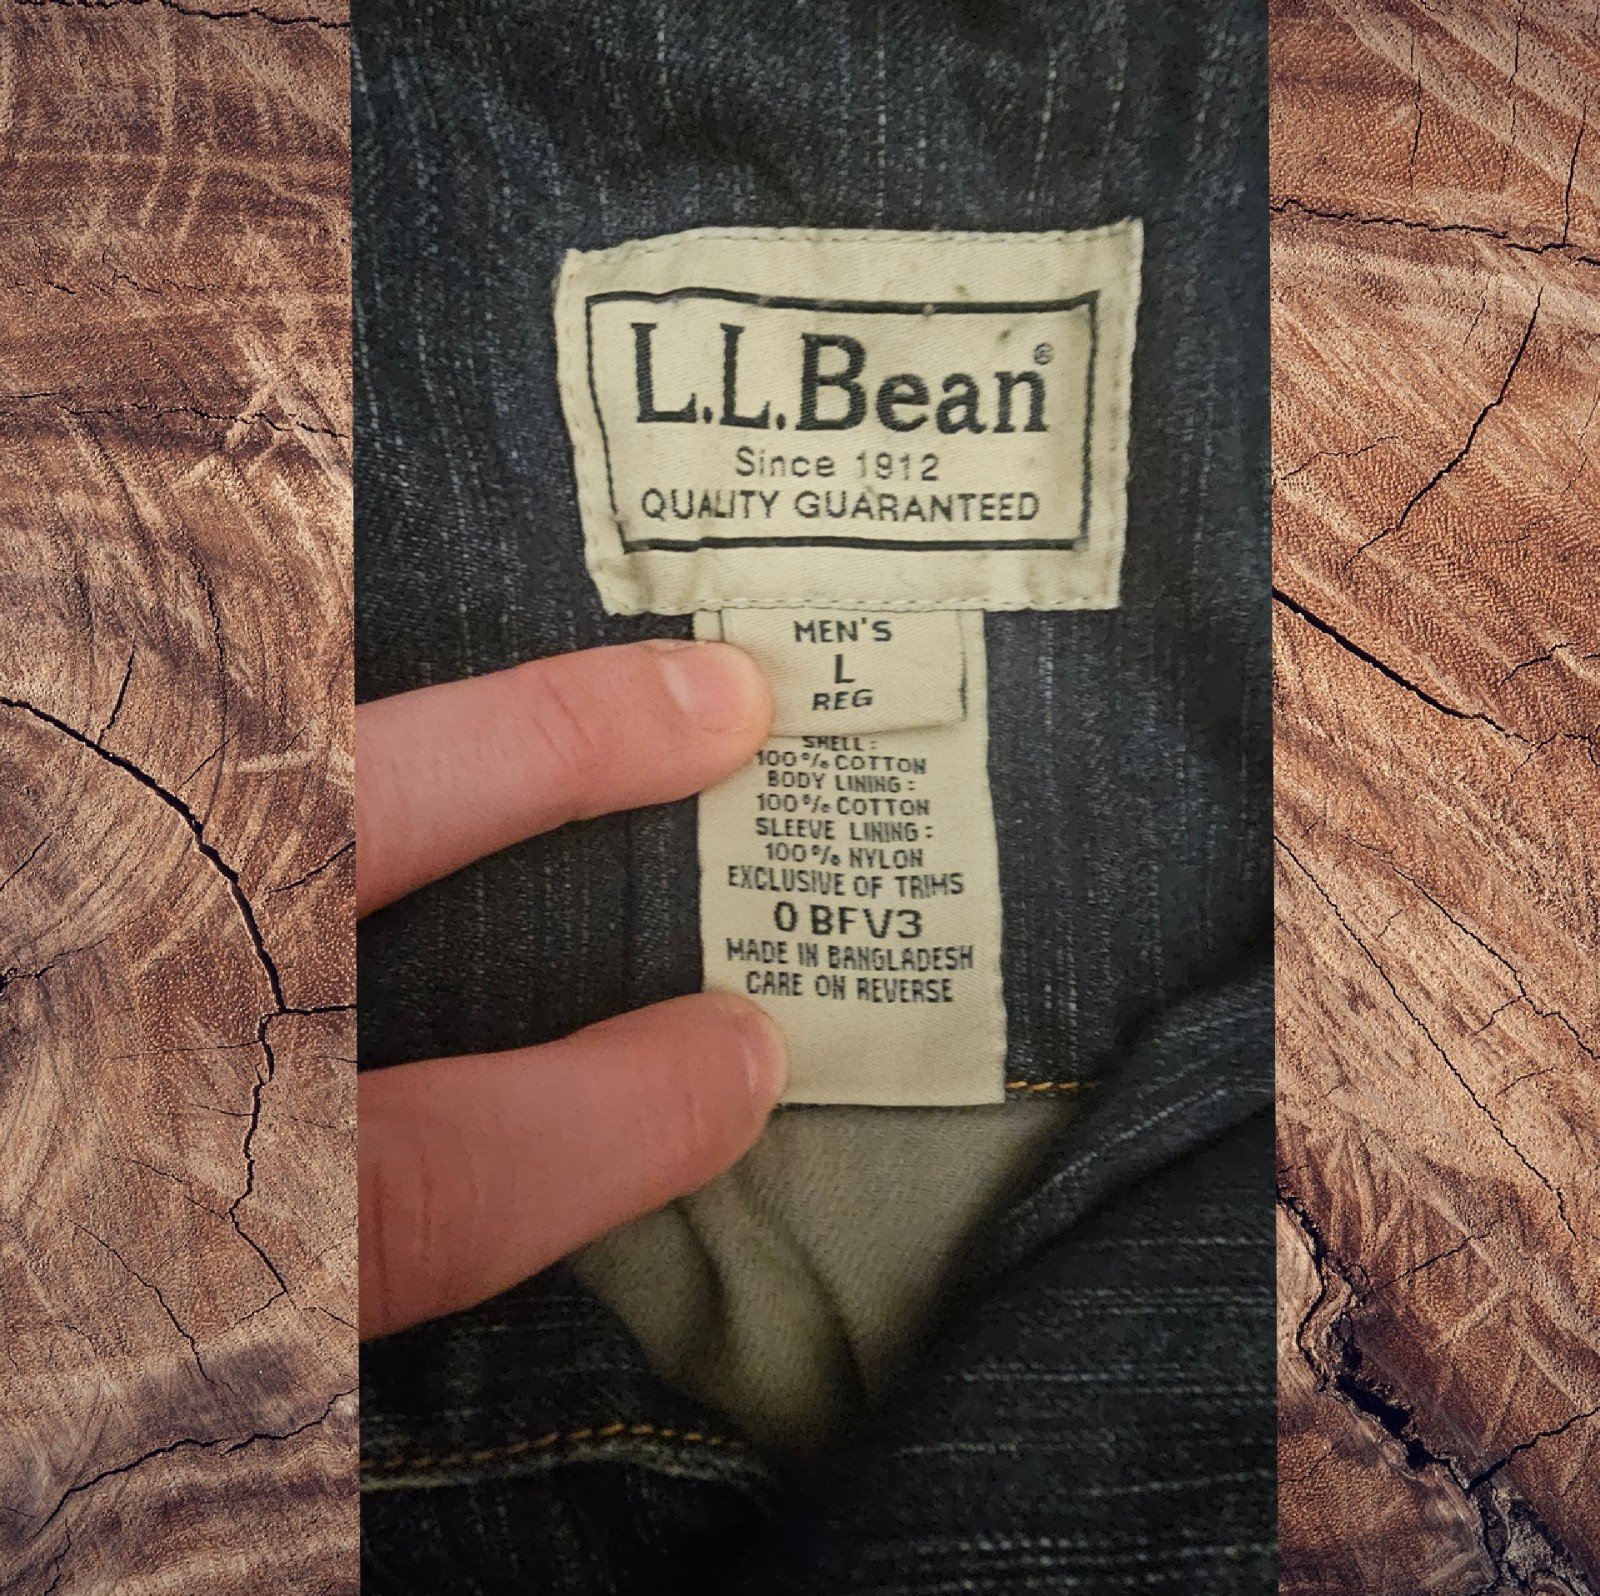 L.L.Bean®
Since 1912
QUALITY GUARANTEED
MEN'S
L
REG
SHELL:
100% COTTON
BODY LINING:
100% COTTON
SLEEVE LINING:
100% NYLON
EXCLUSIVE OF TRIMS
0 BFV3
MADE IN BANGLADESH
CARE ON REVERSE